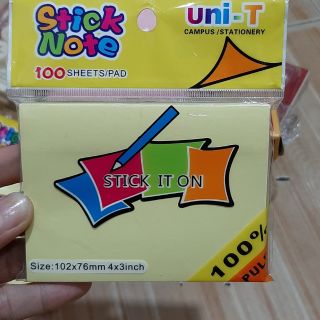 Stick Note
100 SHEETS/PAD
uni-T
CAMPUS/STATIONERY
STICK IT ON
Size:102x76mm 4x3inch
100%